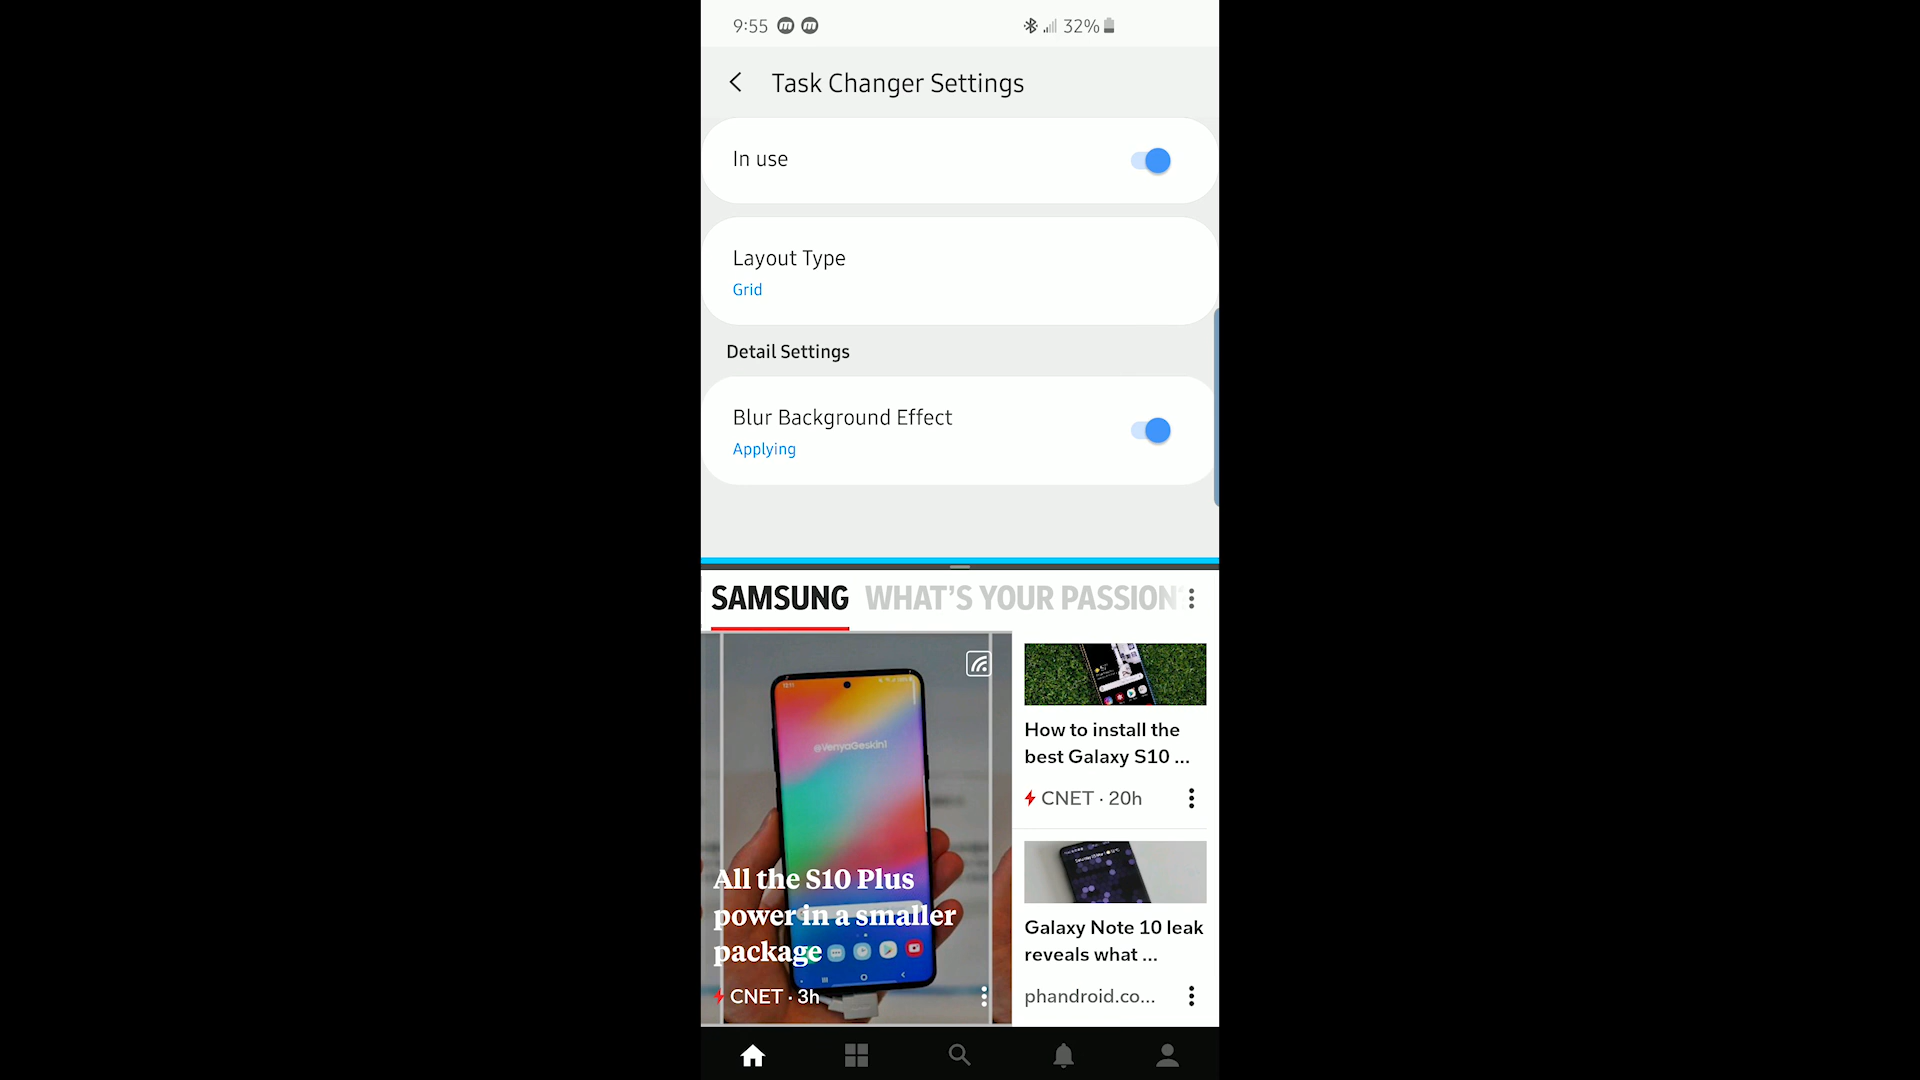 9:55
32%
Task Changer Settings
In use
Layout Type
Grid
Detail Settings
Blur Background Effect
Applying
SAMSUNG WHAT'S YOUR PASSION
@VenyaGeskin1
All the S10 Plus
power in a smaller
package
CNET · 3h
How to install the
best Galaxy S10 ...
CNET · 20h
Galaxy Note 10 leak
reveals what ...
phandroid.co...